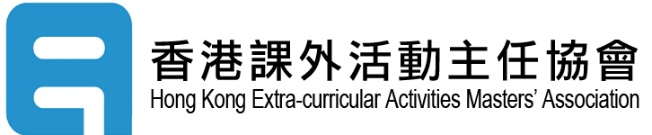 香港課外活動主任協會
Hong Kong Extra-curricular Activities Masters' Association